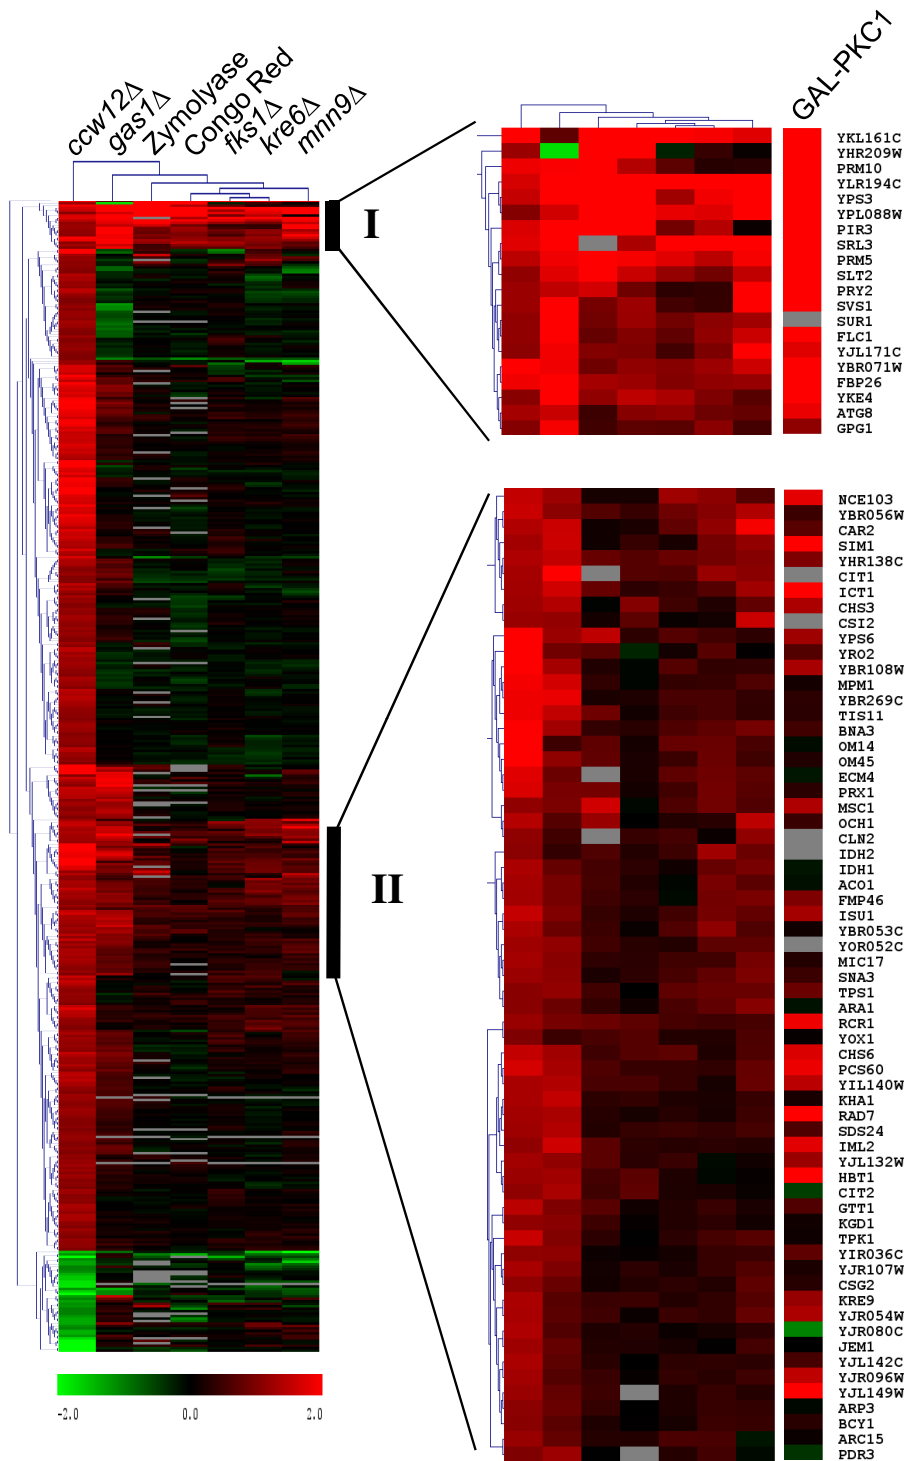 ccw12Δ
gas1Δ
Zymolyase
Congo Red
fks1Δ
kre6Δ
mnn9Δ
GAL-PKC1
I
YKL161C
YHR209W
PRM10
YLR194C
YPS3
YPL088W
PIR3
SRL3
PRM5
SLT2
PRY2
SVS1
SUR1
FLC1
YJL171C
YBR071W
FBP26
YKE4
ATG8
GPG1
II
NCE103
YBR056W
CAR2
SIM1
YHR138C
CIT1
ICT1
CHS3
CSI2
YPS6
YRO2
YBR108W
MPM1
YBR269C
TIS11
BNA3
OM14
OM45
ECM4
PRX1
MSC1
OCH1
CLN2
IDH2
IDH1
ACO1
FMP46
ISU1
YBR053C
YOR052C
MIC17
SNA3
TPS1
ARA1
RCR1
YOX1
CHS6
PCS60
YIL140W
KHA1
RAD7
SDS24
IML2
YJL132W
HBT1
CIT2
GTT1
KGD1
TPK1
YIR036C
YJR107W
CSG2
KRE9
YJR054W
YJR080C
JEM1
YJL142C
YJR096W
YJL149W
ARP3
BCY1
ARC15
PDR3
-2.0 0.0 2.0